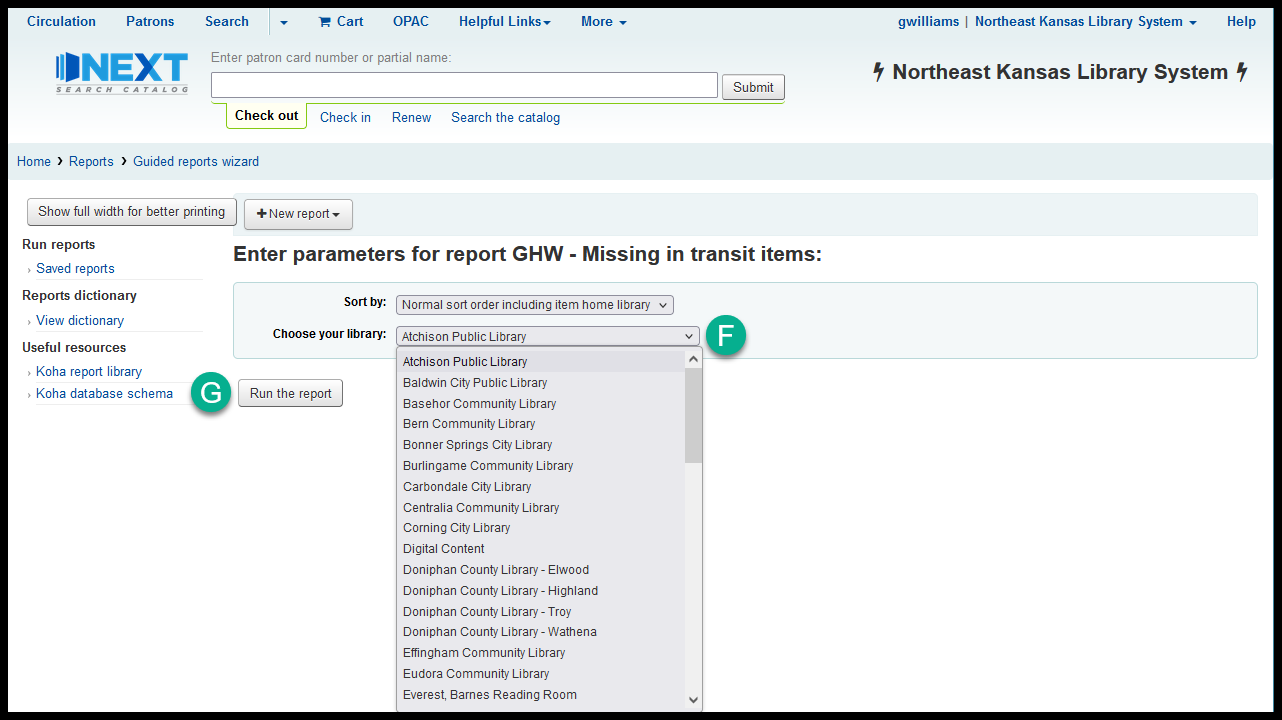 Circulation Patrons Search Cart OPAC Helpful Links More gwilliams | Northeast Kansas Library System Help
NEXT
SEARCH CATALOG
Enter patron card number or partial name:
Submit
Northeast Kansas Library System
Check out Check in Renew Search the catalog
Home › Reports › Guided reports wizard
Show full width for better printing
New report
Run reports
Saved reports
Reports dictionary
View dictionary
Useful resources
Koha report library
Koha database schema
Enter parameters for report GHW - Missing in transit items:
Sort by: Normal sort order including item home library
Choose your library: Atchison Public Library F
Atchison Public Library
Baldwin City Public Library
Basehor Community Library
Bern Community Library
Bonner Springs City Library
Burlingame Community Library
Carbondale City Library
Centralia Community Library
Corning City Library
Digital Content
Doniphan County Library - Elwood
Doniphan County Library - Highland
Doniphan County Library - Troy
Doniphan County Library - Wathena
Effingham Community Library
Eudora Community Library
Everest, Barnes Reading Room
G Run the report